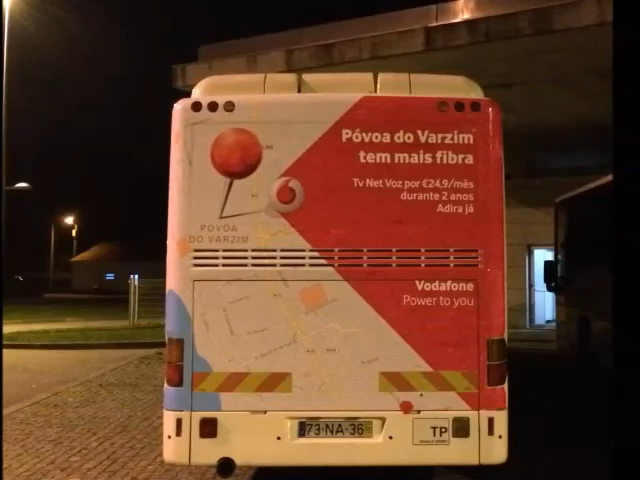 Póvoa do Varzim
tem mais fibra
Tv Net Voz por €24,9/mês
durante 2 anos
Adira já
PÓVOA
DO VARZIM
Vodafone
Power to you
73-NA-36
TP